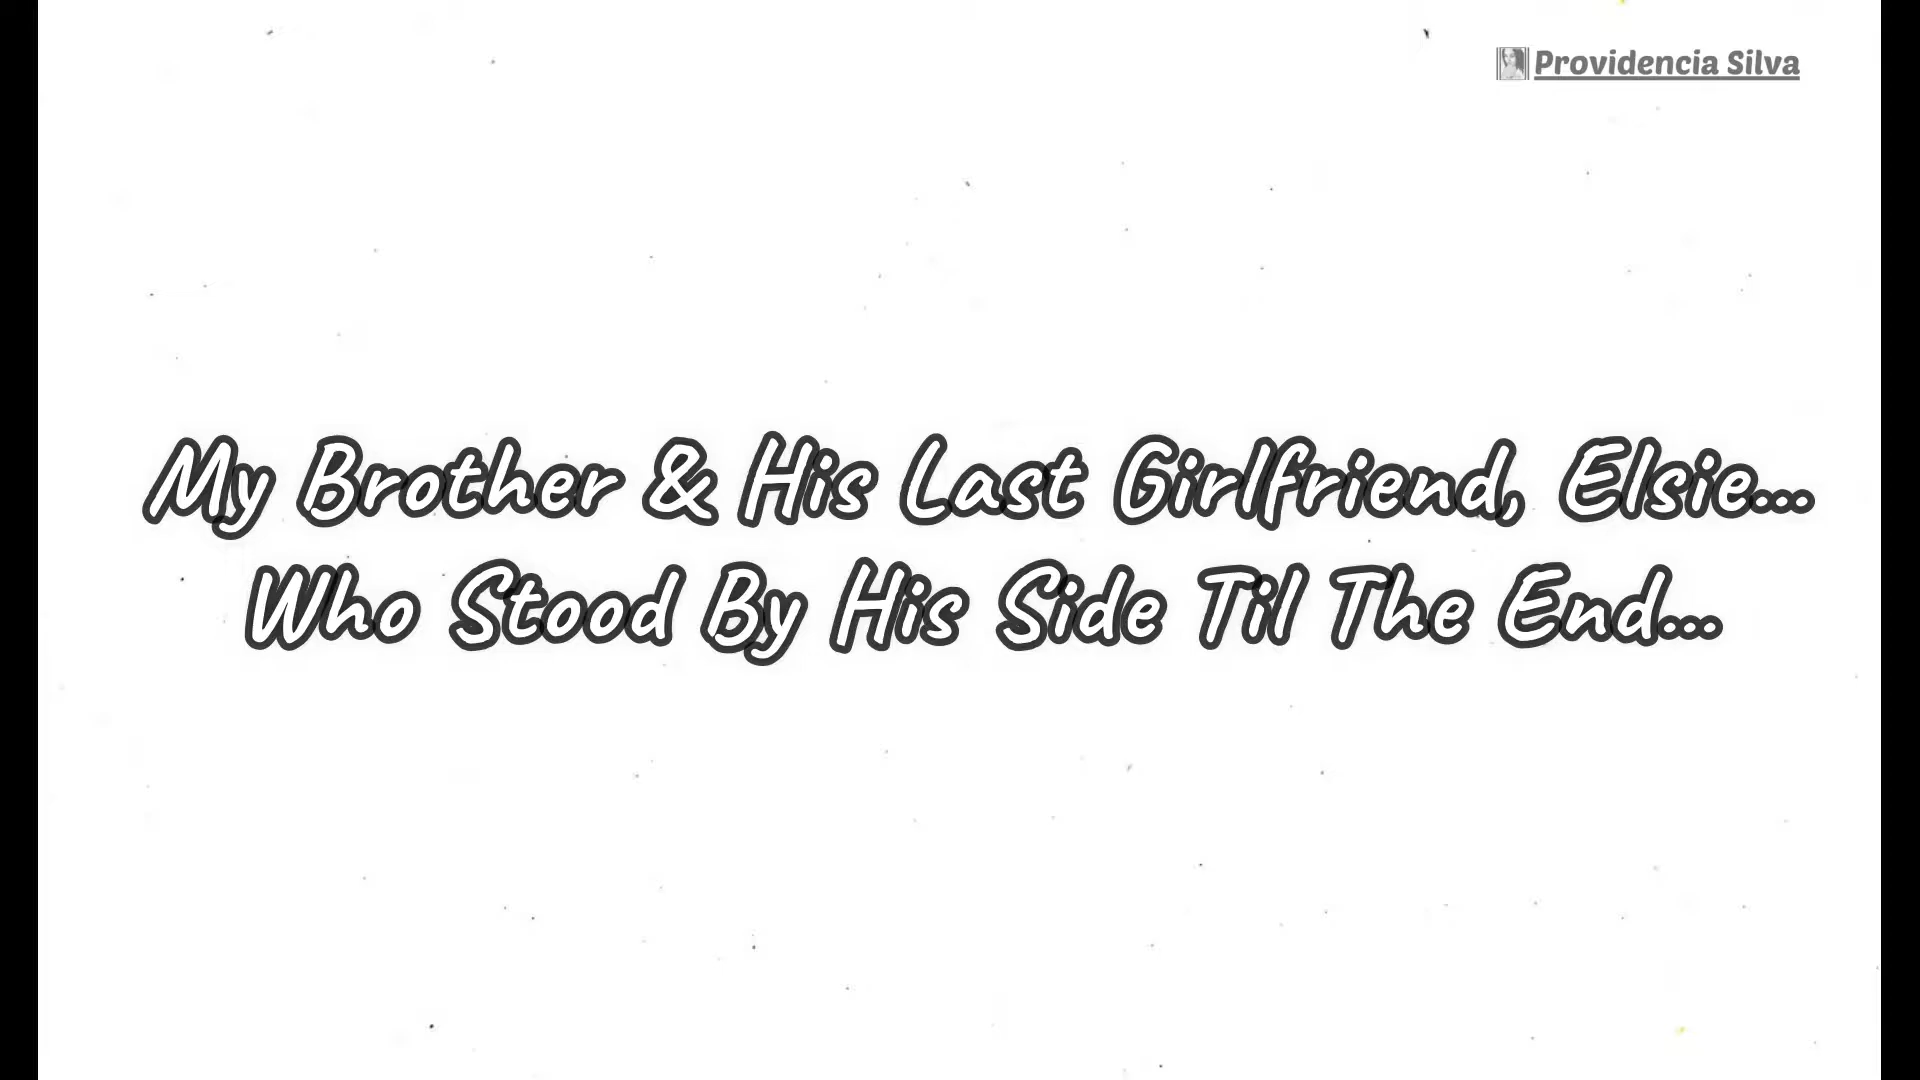 Providencia Silva
My Brother & His Last Girlfriend, Elsie...
Who Stood By His Side Til The End...